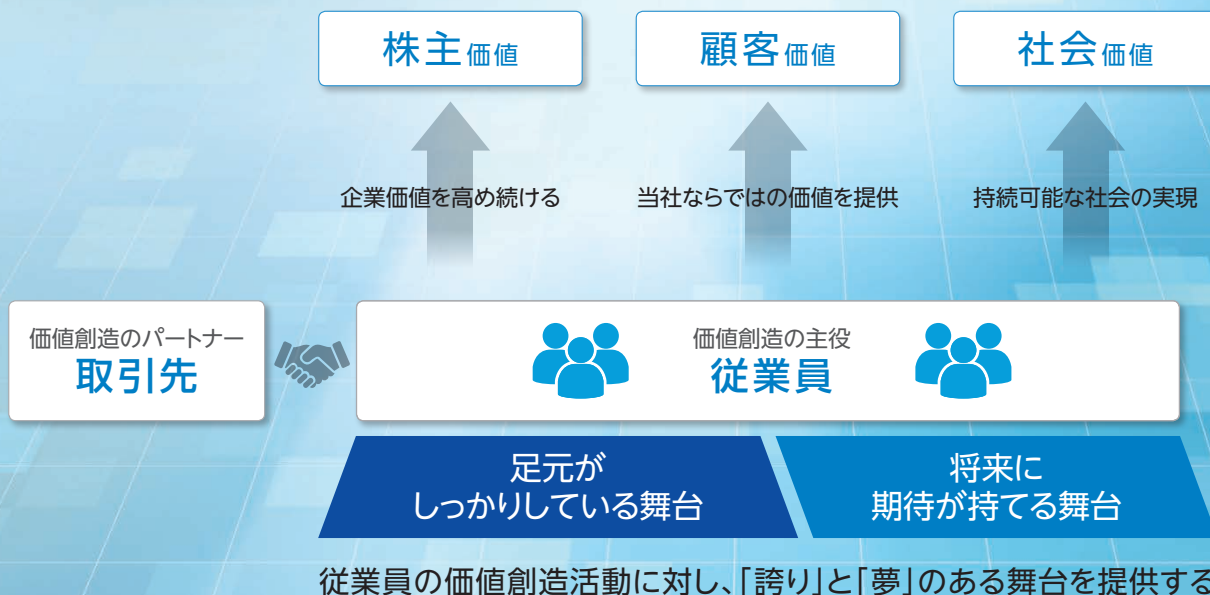 株主価値
顧客価値
社会価値
企業価値を高め続ける
当社ならではの価値を提供
持続可能な社会の実現
価値創造のパートナー
取引先
価値創造の主役
従業員
足元が
しっかりしている舞台
将来に
期待が持てる舞台
従業員の価値創造活動に対し、「誇り」と「夢」のある舞台を提供する